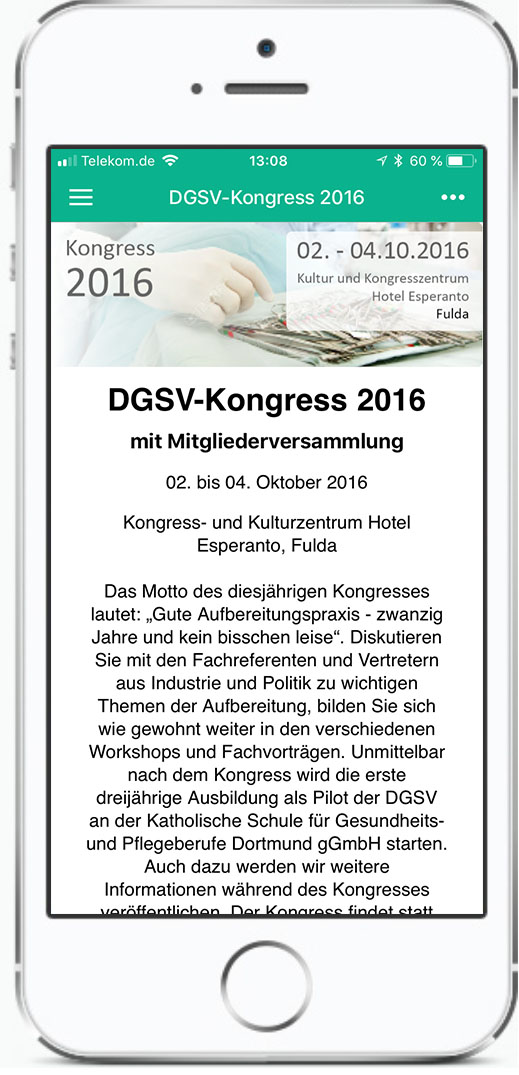 Telekom.de
13:08
60 %
DGSV-Kongress 2016
Kongress
2016
02. - 04.10.2016
Kultur und Kongresszentrum
Hotel Esperanto
Fulda
DGSV-Kongress 2016
mit Mitgliederversammlung
02. bis 04. Oktober 2016
Kongress- und Kulturzentrum Hotel
Esperanto, Fulda
Das Motto des diesjährigen Kongresses
lautet: „Gute Aufbereitungspraxis - zwanzig
Jahre und kein bisschen leise“. Diskutieren
Sie mit den Fachreferenten und Vertretern
aus Industrie und Politik zu wichtigen
Themen der Aufbereitung, bilden Sie sich
wie gewohnt weiter in den verschiedenen
Workshops und Fachvorträgen. Unmittelbar
nach dem Kongress wird die erste
dreijährige Ausbildung als Pilot der DGSV
an der Katholische Schule für Gesundheits-
und Pflegeberufe Dortmund gGmbH starten.
Auch dazu werden wir weitere
Informationen während des Kongresses
veröffentlichen. Der Kongress findet statt